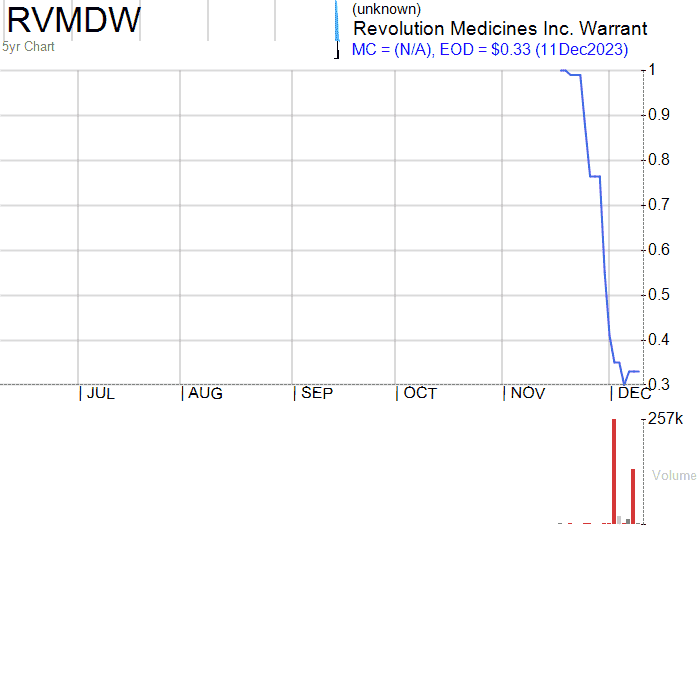 RVMDW
5yr Chart
(unknown)
Revolution Medicines Inc. Warrant
MC = (N/A), EOD = $0.33 (11Dec2023)
1
0.9
0.8
0.7
0.6
0.5
0.4
0.3
| JUL | AUG | SEP | OCT | NOV | DEC
257k
Volume